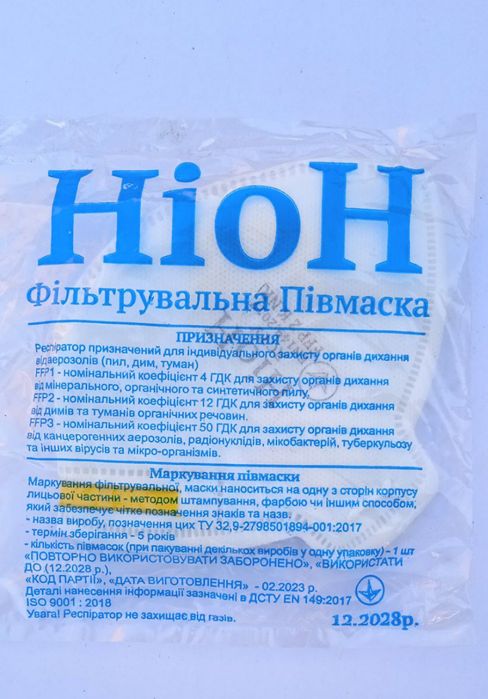 НіоН
Фільтрувальна Півмаска
ПРИЗНАЧЕННЯ
Респіратор призначений для індивідуального захисту органів дихання
від аерозолів (пил, дим, туман)
FFP1 - номінальний коефіцієнт 4 ГДК для захисту органів дихання
від мінерального, органічного та синтетичного пилу.
FFP2 - номінальний коефіцієнт 12 ГДК для захисту органів дихання
від димів та туманів органічних речовин.
FFP3 - номінальний коефіцієнт 50 ГДК для захисту органів дихання
від канцерогенних аерозолів, радіонуклідів, мікобактерій, туберкульозу
та інших вірусів та мікро-організмів.
Маркування півмаски
Маркування фільтрувальної, маски наноситься на одну з сторін корпусу
лицьової частини - методом штампування, фарбою чи іншим способом,
який забезпечує чітке позначення знаків та назв.
- назва виробу, позначення цих ТУ 32,9-2798501894-001:2017
- термін зберігання - 5 років
- кількість півмасок (при пакуванні декількох виробів у одну упаковку) - 1 шт
«ПОВТОРНО ВИКОРИСТОВУВАТИ ЗАБОРОНЕНО», «ВИКОРИСТАТИ
ДО (12.2028 р.),
«КОД ПАРТІЇ», «ДАТА ВИГОТОВЛЕННЯ» - 02.2023 р.
Деталі нанесення інформації зазначені в ДСТУ EN 149:2017
ISO 9001 : 2018
Увага! Респіратор не захищає від газів.
12.2028р.